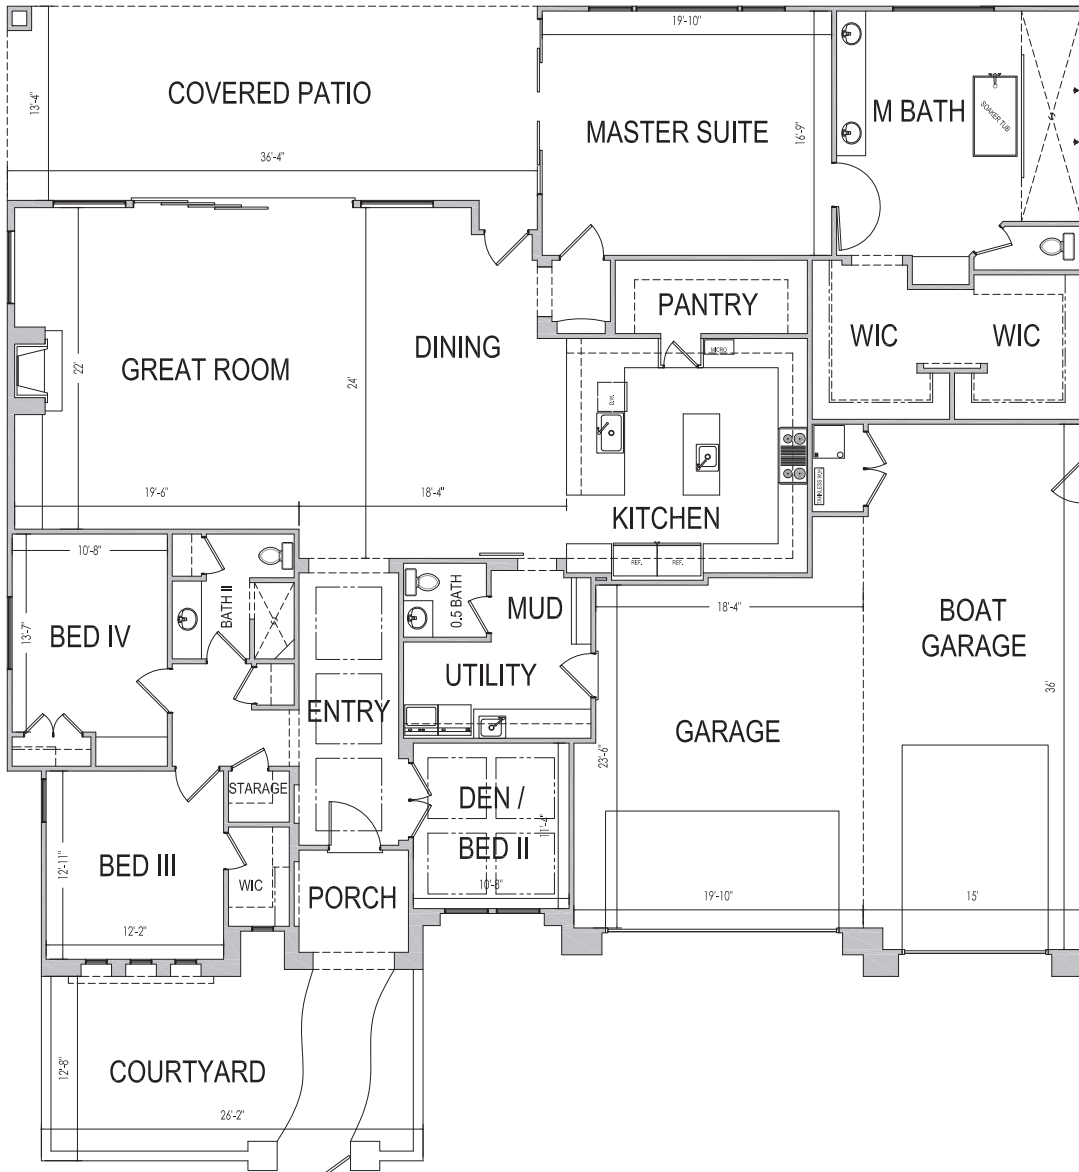 19'-10"
COVERED PATIO
13'-4"
36'-4"
MASTER SUITE
16'-9"
M BATH
SOAKER TUB
PANTRY
WIC
WIC
DINING
GREAT ROOM
22'
24'
MICRO
D.W.
19'-6"
18'-4"
KITCHEN
TANKLESS W.H.
REF.
REF.
10'-8"
13'-7"
BED IV
BATH II
0.5 BATH
MUD
18'-4"
BOAT
GARAGE
36'
UTILITY
ENTRY
GARAGE
23'-6"
STARAGE
DEN /
BED II
11'-4"
10'-8"
BED III
12'-11"
WIC
PORCH
12'-2"
19'-10"
15'
COURTYARD
12'-8"
26'-2"